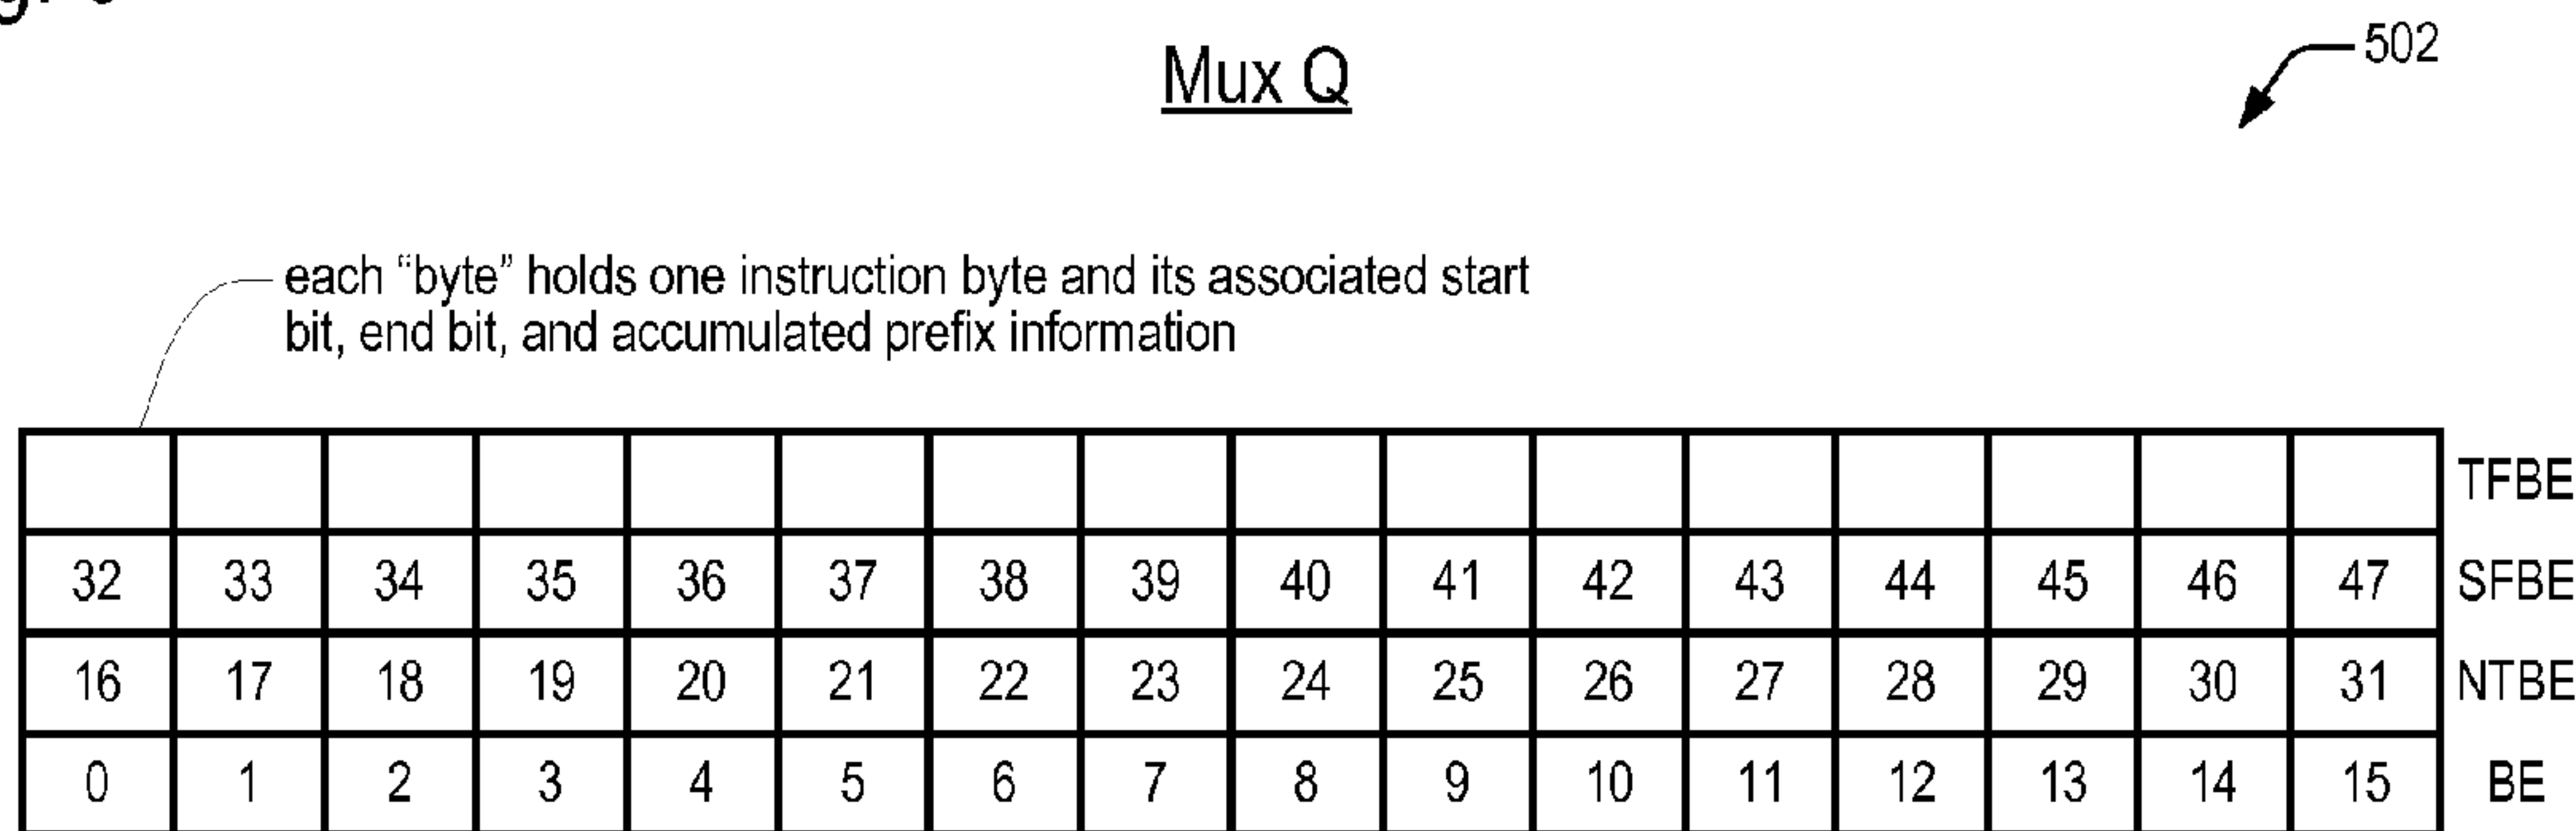 Mux Q
502
each “byte” holds one instruction byte and its associated start
bit, end bit, and accumulated prefix information
TFBE
32 33 34 35 36 37 38 39 40 41 42 43 44 45 46 47 SFBE
16 17 18 19 20 21 22 23 24 25 26 27 28 29 30 31 NTBE
0 1 2 3 4 5 6 7 8 9 10 11 12 13 14 15 BE